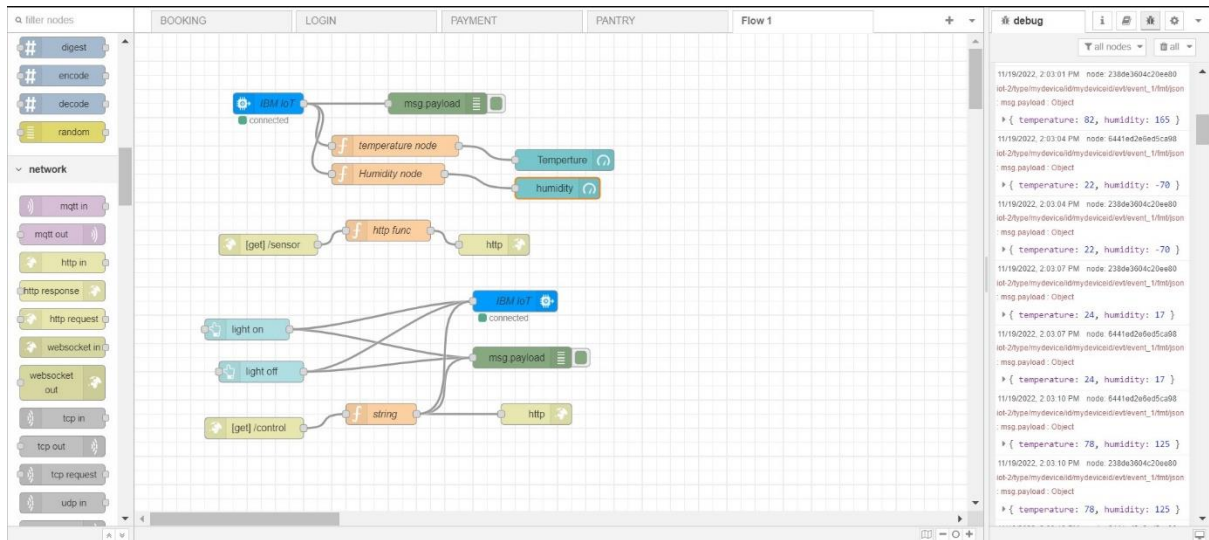 filter nodes
BOOKING
LOGIN
PAYMENT
PANTRY
Flow 1
digest
encode
decode
random
network
mqtt in
mqtt out
http in
http response
http request
websocket in
websocket
out
tcp in
tcp out
tcp request
udp in
IBM IoT
connected
msg.payload
temperature node
Temperture
Humidity node
humidity
[get] /sensor
http func
http
IBM IoT
connected
light on
msg.payload
light off
[get] /control
string
http
debug
all nodes
all
11/19/2022, 2:03:01 PM node: 238de3604c20ee80
iot-2/type/mydevice/id/mydeviceid/evt/event_1/fmt/json
: msg.payload : Object
{ temperature: 82, humidity: 165 }
11/19/2022, 2:03:04 PM node: 6441ed2e6ed5ca98
iot-2/type/mydevice/id/mydeviceid/evt/event_1/fmt/json
: msg.payload : Object
{ temperature: 22, humidity: -70 }
11/19/2022, 2:03:04 PM node: 238de3604c20ee80
iot-2/type/mydevice/id/mydeviceid/evt/event_1/fmt/json
: msg.payload : Object
{ temperature: 22, humidity: -70 }
11/19/2022, 2:03:07 PM node: 238de3604c20ee80
iot-2/type/mydevice/id/mydeviceid/evt/event_1/fmt/json
: msg.payload : Object
{ temperature: 24, humidity: 17 }
11/19/2022, 2:03:07 PM node: 6441ed2e6ed5ca98
iot-2/type/mydevice/id/mydeviceid/evt/event_1/fmt/json
: msg.payload : Object
{ temperature: 24, humidity: 17 }
11/19/2022, 2:03:10 PM node: 6441ed2e6ed5ca98
iot-2/type/mydevice/id/mydeviceid/evt/event_1/fmt/json
: msg.payload : Object
{ temperature: 78, humidity: 125 }
11/19/2022, 2:03:10 PM node: 238de3604c20ee80
iot-2/type/mydevice/id/mydeviceid/evt/event_1/fmt/json
: msg.payload : Object
{ temperature: 78, humidity: 125 }